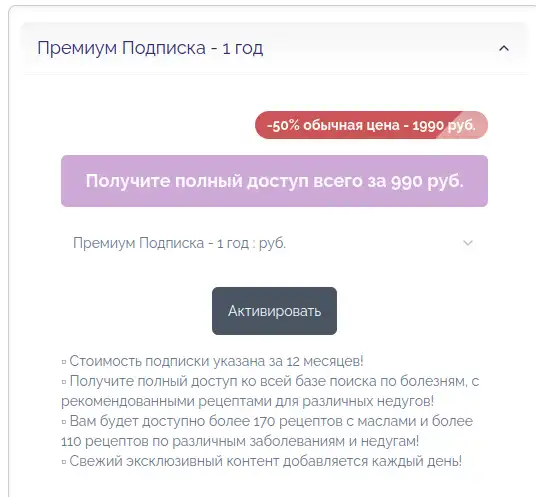 Премиум Подписка - 1 год
-50% обычная цена - 1990 руб.
Получите полный доступ всего за 990 руб.
Премиум Подписка - 1 год : руб.
Активировать
▫ Стоимость подписки указана за 12 месяцев!
▫ Получите полный доступ ко всей базе поиска по болезням, с
рекомендованными рецептами для различных недугов!
▫ Вам будет доступно более 170 рецептов с маслами и более
110 рецептов по различным заболеваниям и недугам!
▫ Свежий эксклюзивный контент добавляется каждый день!